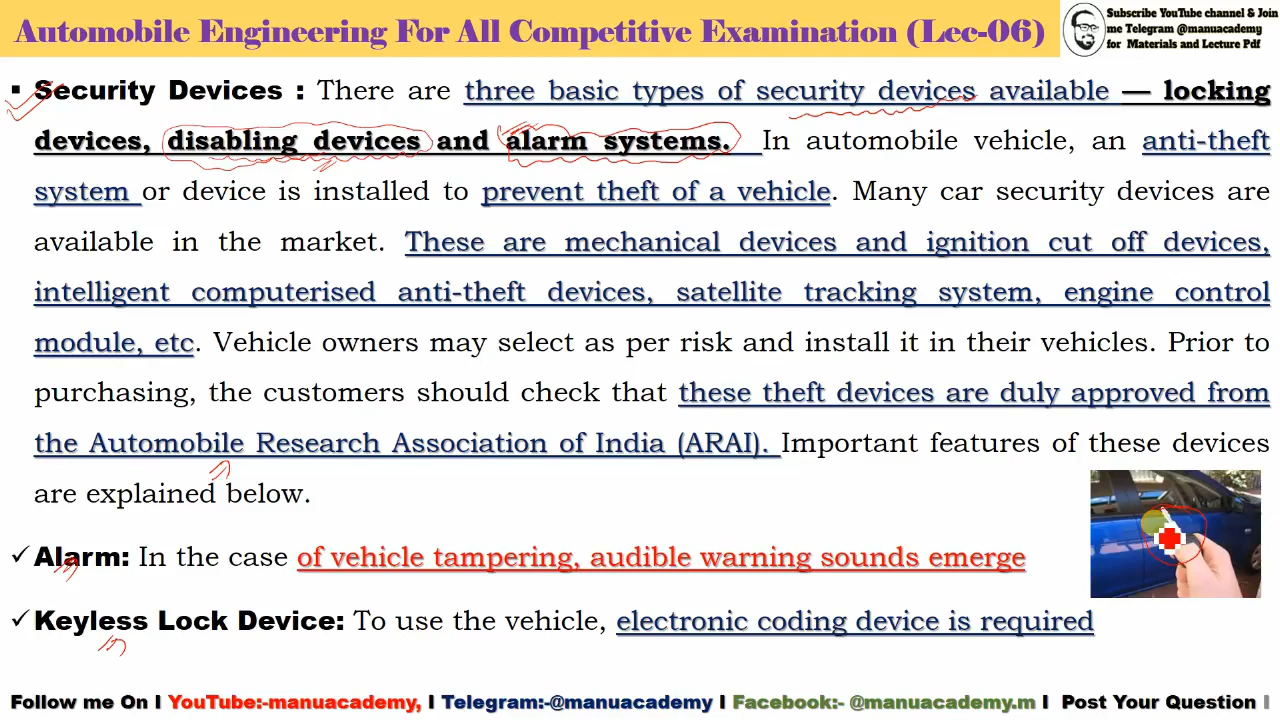 Automobile Engineering For All Competitive Examination (Lec-06)
Subscribe YouTube channel & Join
me Telegram @manuacademy
for Materials and Lecture Pdf
▪ Security Devices : There are three basic types of security devices available — locking
devices, disabling devices and alarm systems. In automobile vehicle, an anti-theft
system or device is installed to prevent theft of a vehicle. Many car security devices are
available in the market. These are mechanical devices and ignition cut off devices,
intelligent computerised anti-theft devices, satellite tracking system, engine control
module, etc. Vehicle owners may select as per risk and install it in their vehicles. Prior to
purchasing, the customers should check that these theft devices are duly approved from
the Automobile Research Association of India (ARAI). Important features of these devices
are explained below.
✓ Alarm: In the case of vehicle tampering, audible warning sounds emerge
✓ Keyless Lock Device: To use the vehicle, electronic coding device is required
Follow me On I YouTube:-manuacademy, I Telegram:-@manuacademy I Facebook:- @manuacademy.m I Post Your Question I